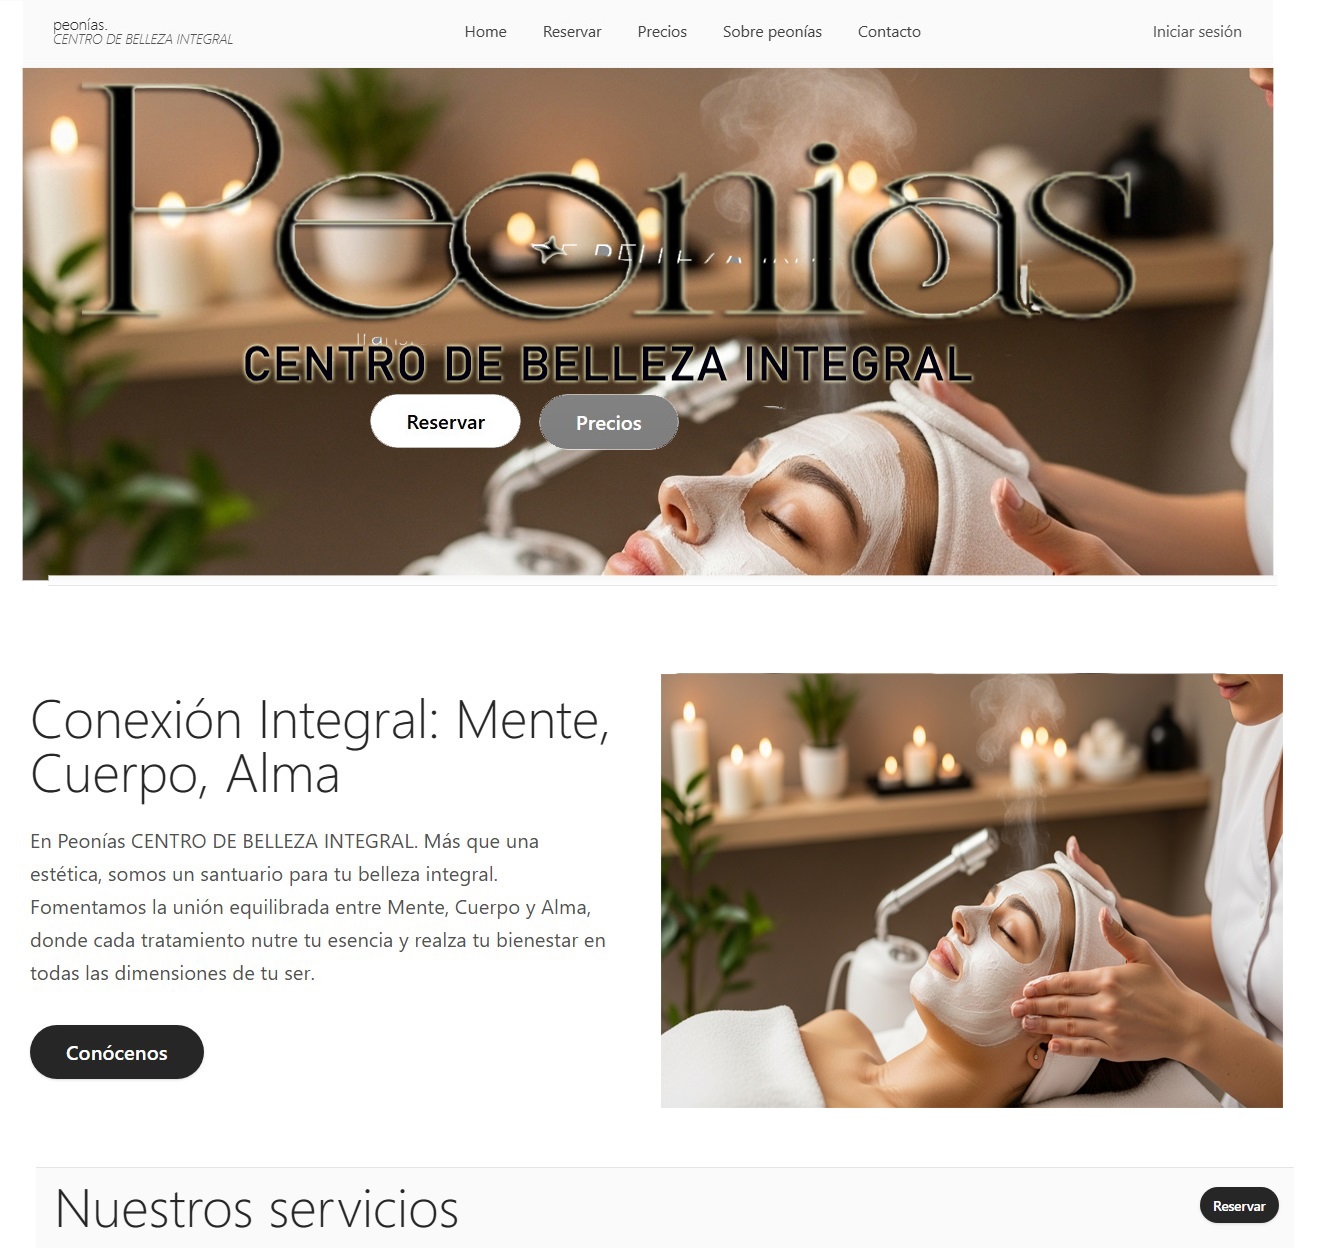 peonías.
CENTRO DE BELLEZA INTEGRAL
Home
Reservar
Precios
Sobre peonías
Contacto
Iniciar sesión
Peonias
CENTRO DE BELLEZA INTEGRAL
Reservar
Precios
Conexión Integral: Mente,
Cuerpo, Alma
En Peonías CENTRO DE BELLEZA INTEGRAL. Más que una
estética, somos un santuario para tu belleza integral.
Fomentamos la unión equilibrada entre Mente, Cuerpo y Alma,
donde cada tratamiento nutre tu esencia y realza tu bienestar en
todas las dimensiones de tu ser.
Conócenos
Nuestros servicios
Reservar